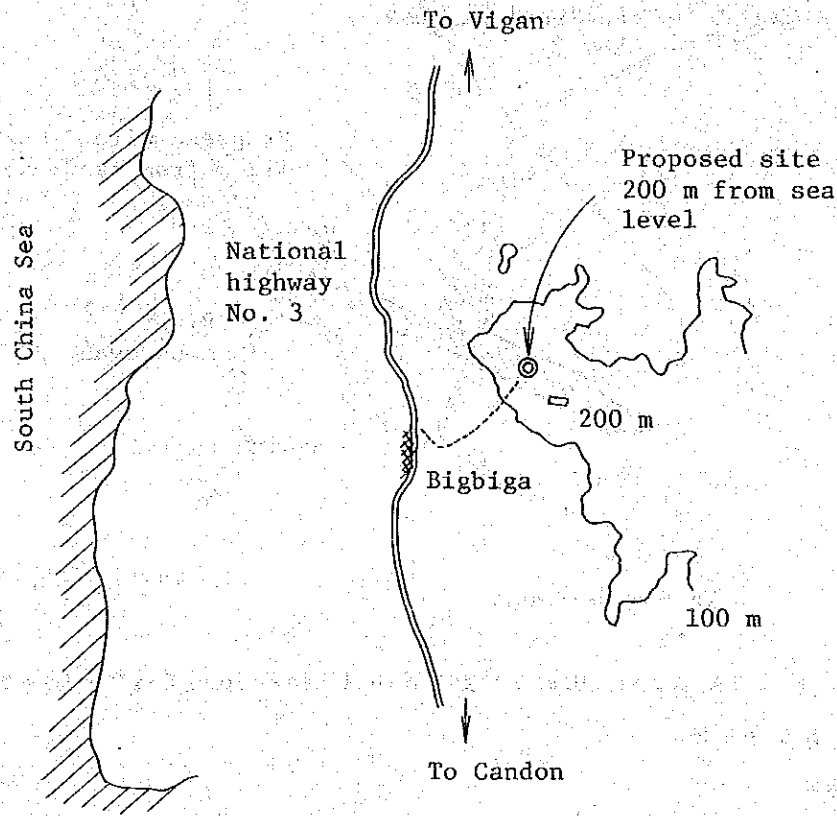 To Vigan
Proposed site
200 m from sea
level
South China Sea
National
highway
No. 3
200 m
Bigbiga
100 m
To Candon